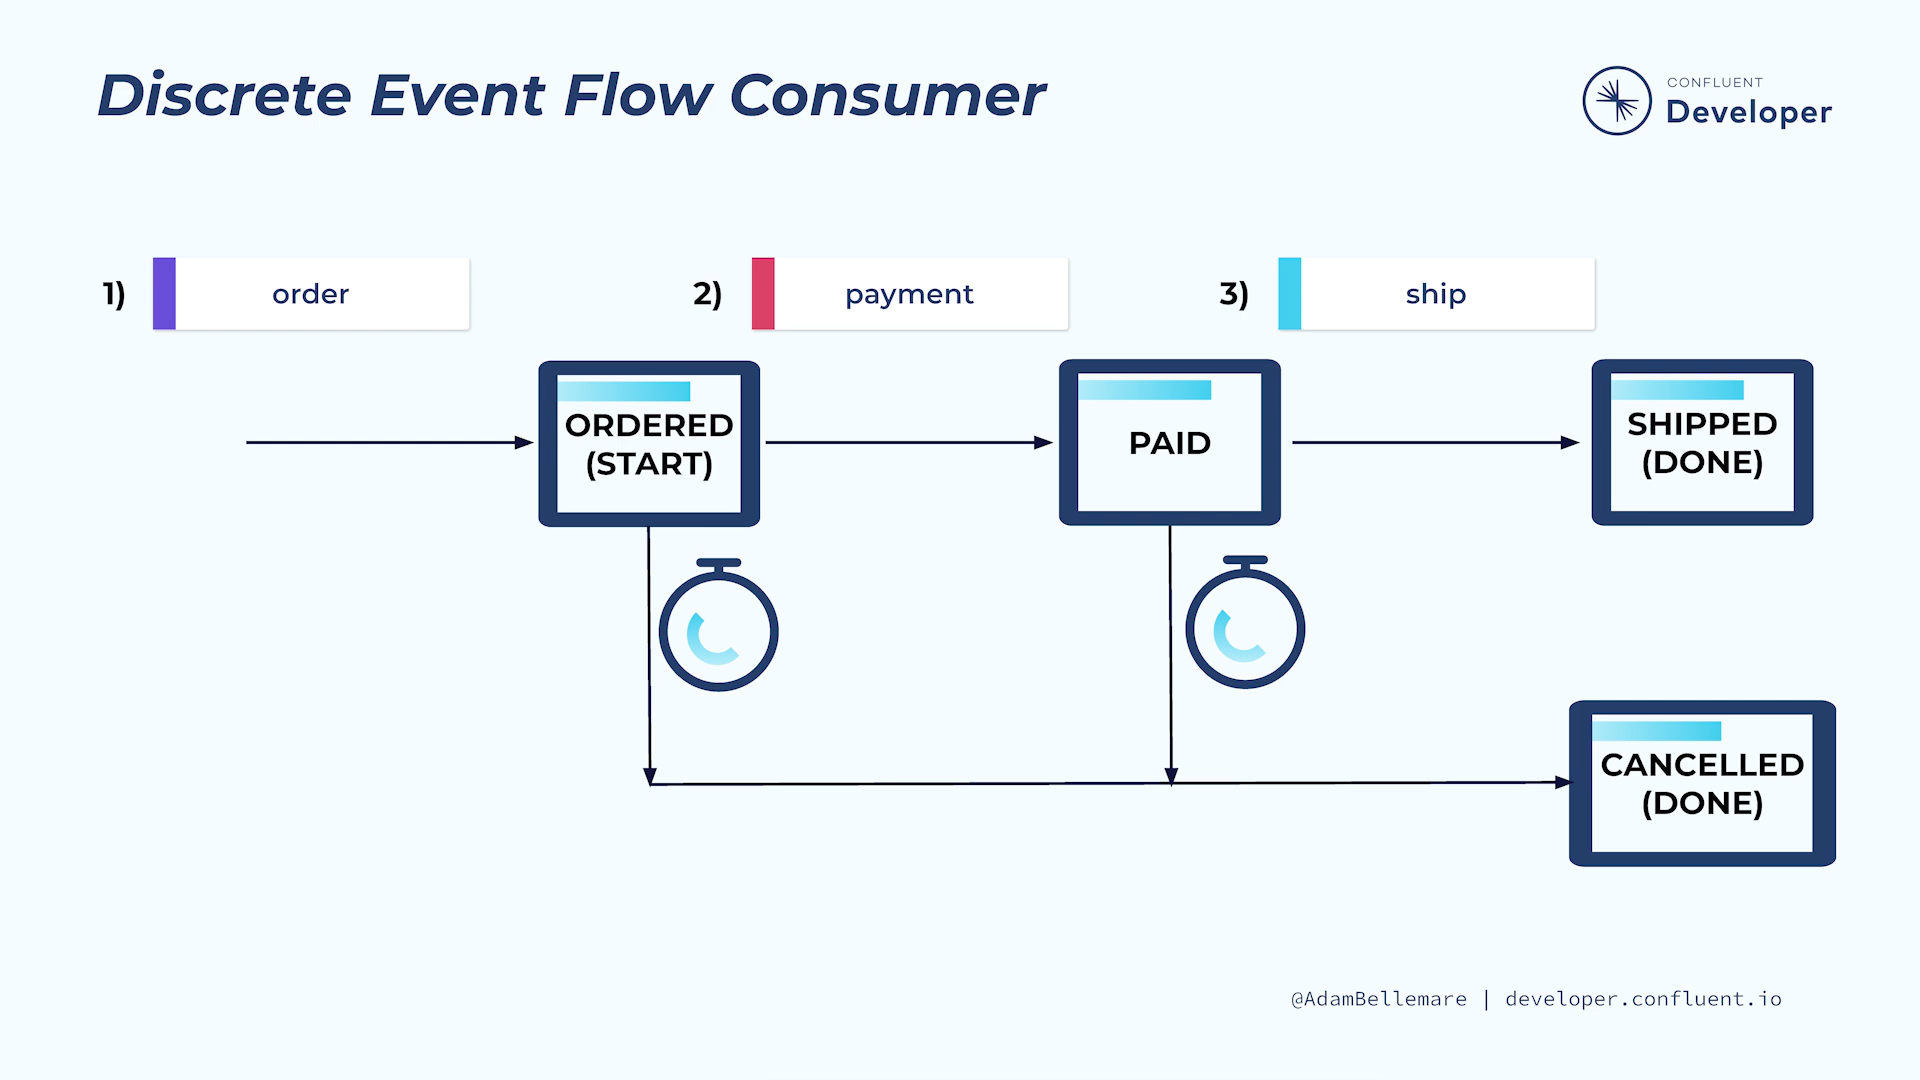 Discrete Event Flow Consumer
CONFLUENT
Developer
1)
order
2)
payment
3)
ship
ORDERED
(START)
PAID
SHIPPED
(DONE)
CANCELLED
(DONE)
@AdamBellemare | developer.confluent.io